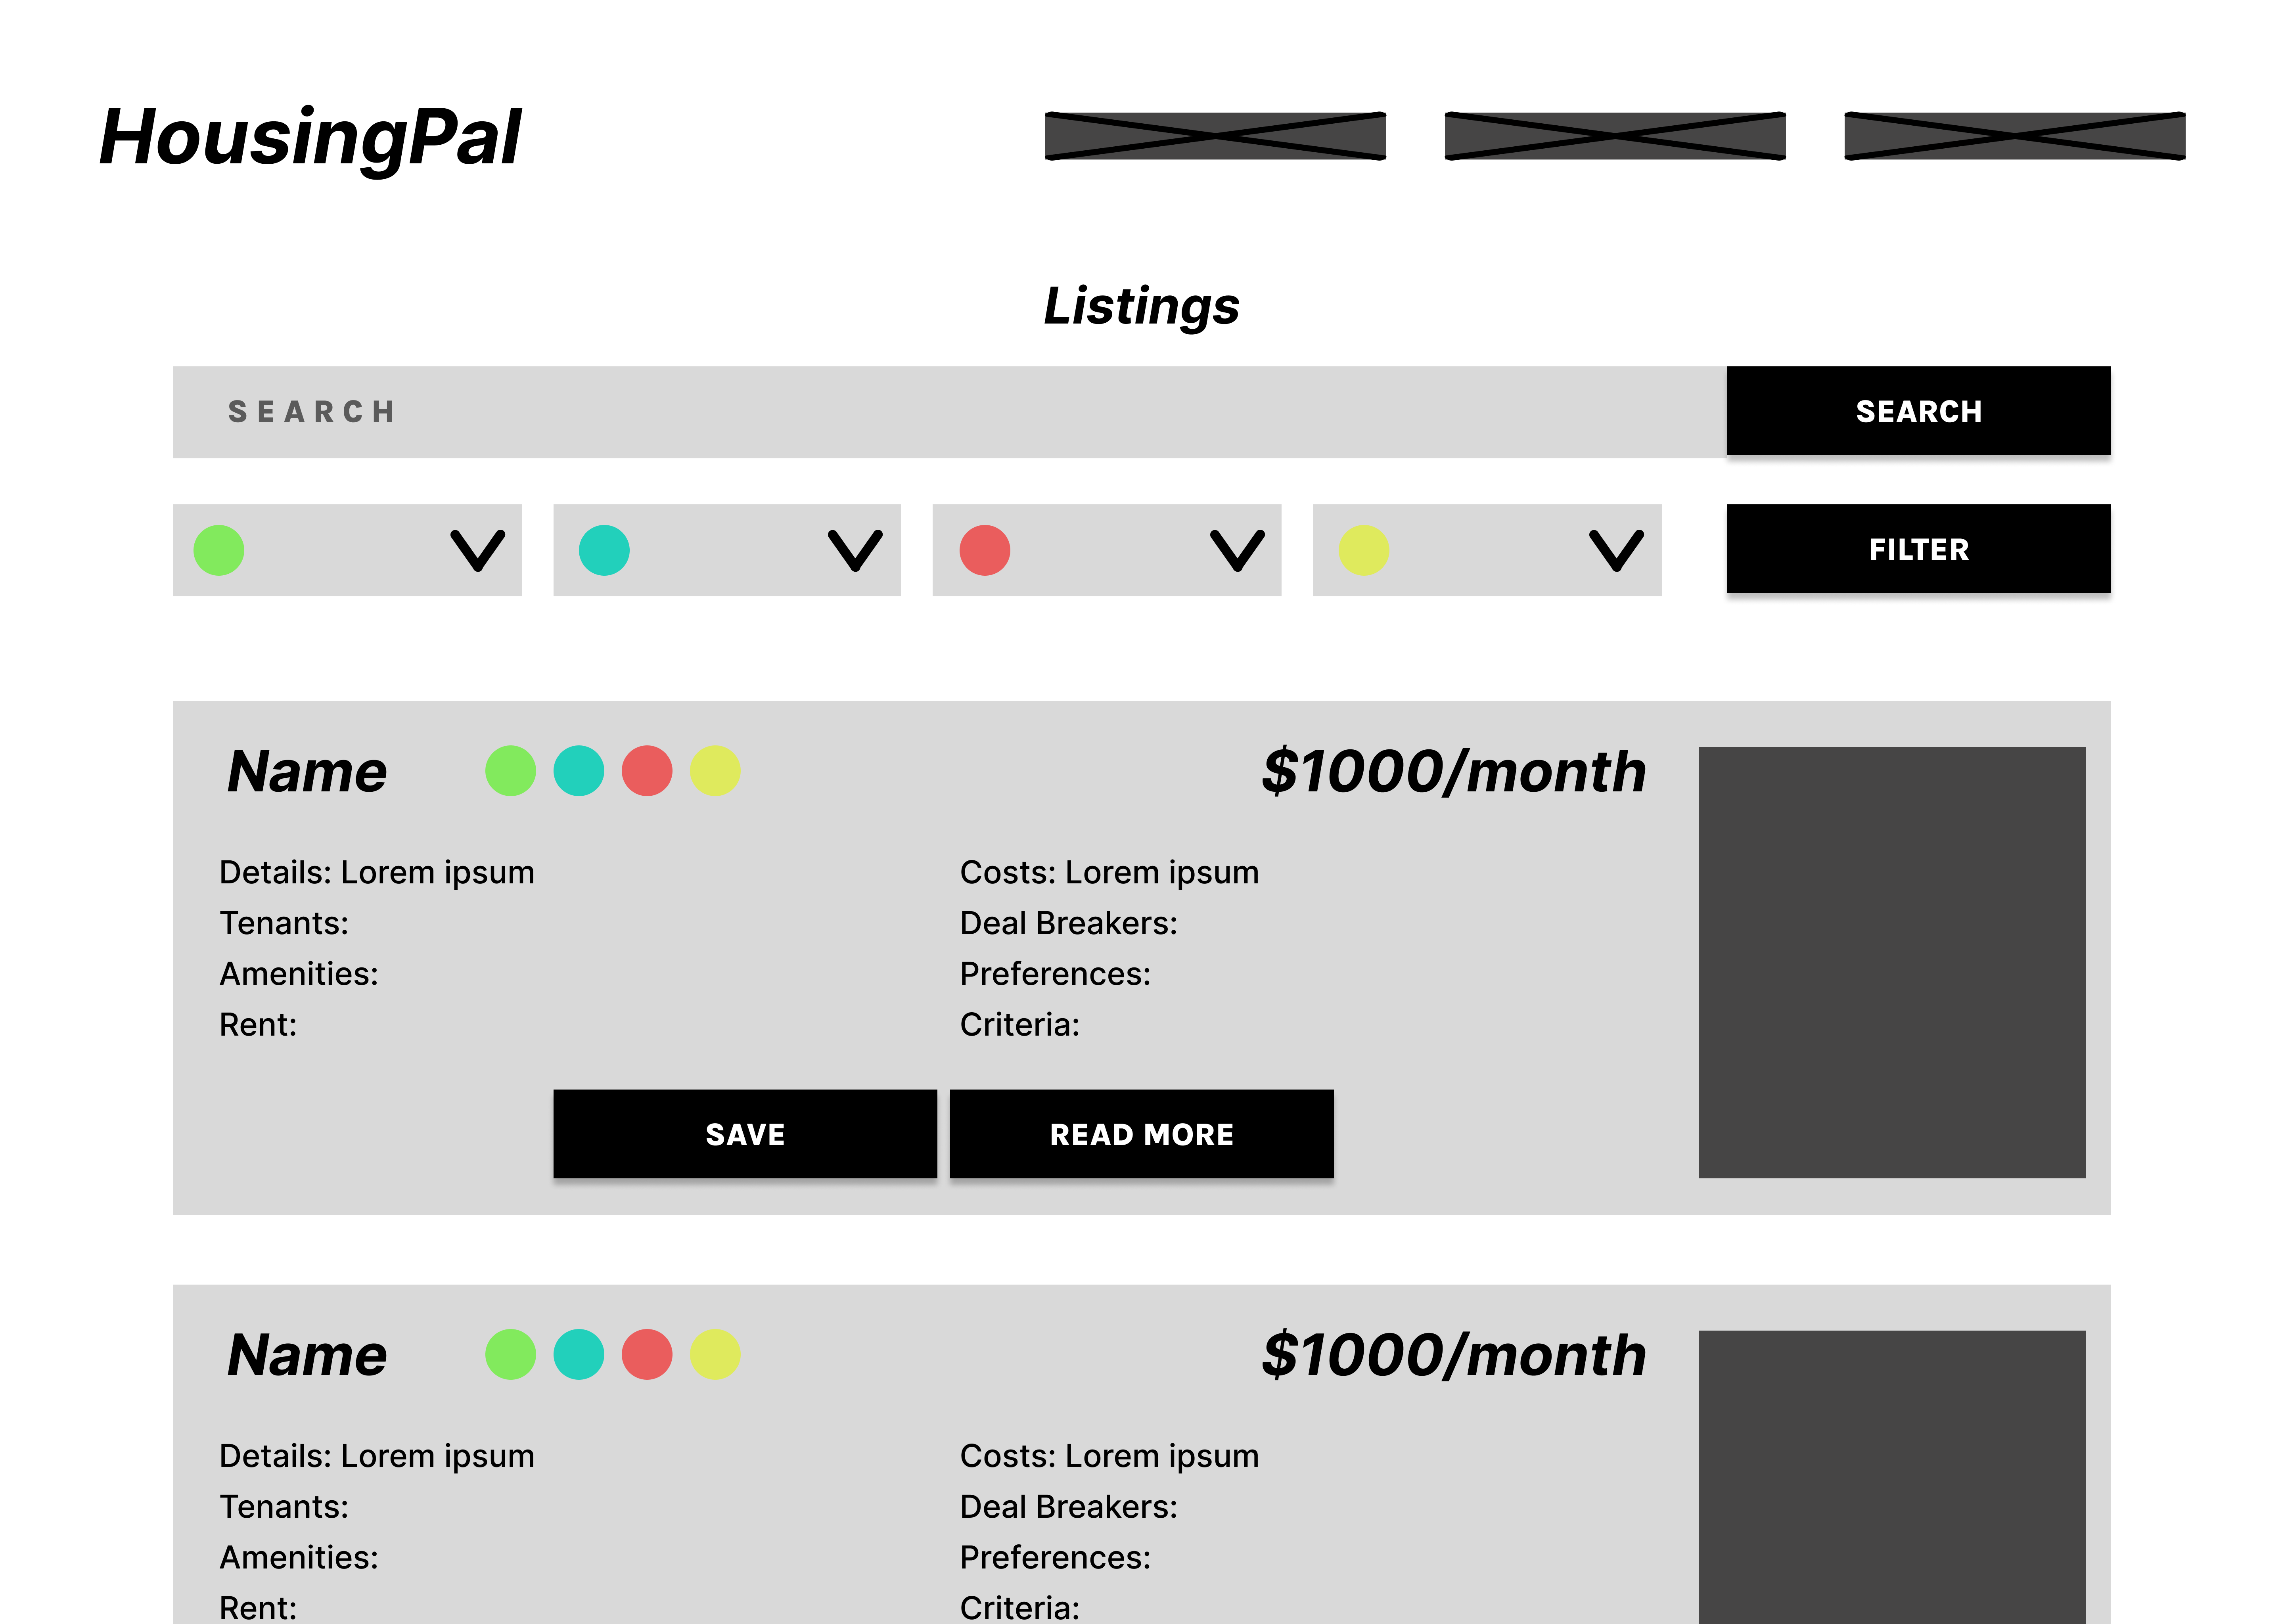 HousingPal
Listings
SEARCH SEARCH
FILTER
Name $1000/month
Details: Lorem ipsum
Tenants:
Amenities:
Rent:
Costs: Lorem ipsum
Deal Breakers:
Preferences:
Criteria:
SAVE READ MORE
Name $1000/month
Details: Lorem ipsum
Tenants:
Amenities:
Rent:
Costs: Lorem ipsum
Deal Breakers:
Preferences:
Criteria: